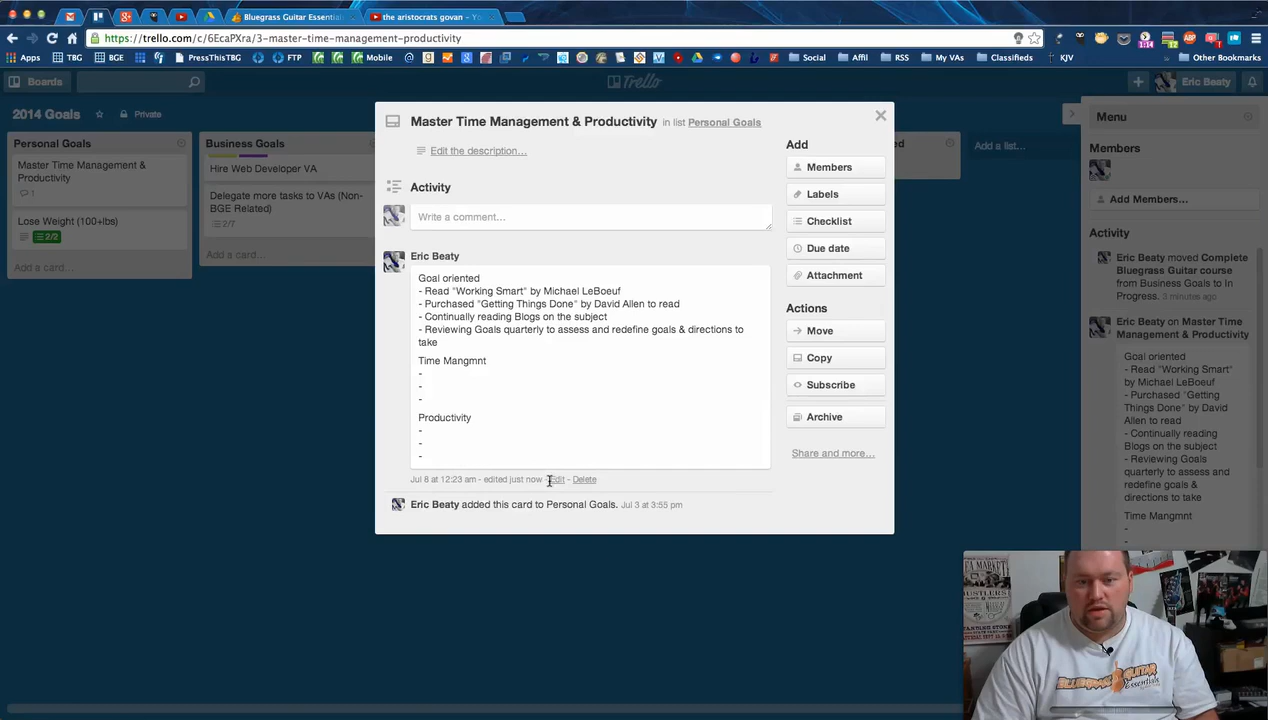 Bluegrass Guitar Essential
the aristocrats govan - Yo
https://trello.com/c/6EcaPXra/3-master-time-management-productivity
Apps
TBG
BGE
PressThisTBG
FTP
Mobile
Social
Affil
RSS
My VAs
Classifieds
KJV
Other Bookmarks
1:14
Boards
Trello
Eric Beaty
2014 Goals
Private
Personal Goals
Master Time Management &
Productivity
1
Lose Weight (100+lbs)
2/2
Add a card…
Business Goals
Hire Web Developer VA
Delegate more tasks to VAs (Non-
BGE Related)
2/7
Add a card…
Add a list…
Master Time Management & Productivity in list Personal Goals
Edit the description…
Activity
Write a comment…
Eric Beaty
Goal oriented
- Read "Working Smart" by Michael LeBoeuf
- Purchased "Getting Things Done" by David Allen to read
- Continually reading Blogs on the subject
- Reviewing Goals quarterly to assess and redefine goals & directions to
take
Time Mangmnt
-
-
-
Productivity
-
-
-
Jul 8 at 12:23 am - edited just now - Edit - Delete
Eric Beaty added this card to Personal Goals. Jul 3 at 3:55 pm
Add
Members
Labels
Checklist
Due date
Attachment
Actions
Move
Copy
Subscribe
Archive
Share and more…
Menu
Members
Add Members…
Activity
Eric Beaty moved Complete
Bluegrass Guitar course
from Business Goals to In
Progress. 3 minutes ago
Eric Beaty on Master Time
Management & Productivity
Goal oriented
- Read "Working Smart"
by Michael LeBoeuf
- Purchased "Getting
Things Done" by David
Allen to read
- Continually reading
Blogs on the subject
- Reviewing Goals
quarterly to assess and
redefine goals &
directions to take
Time Mangmnt
-
-
BLUEGRASS GUITAR
Essentials